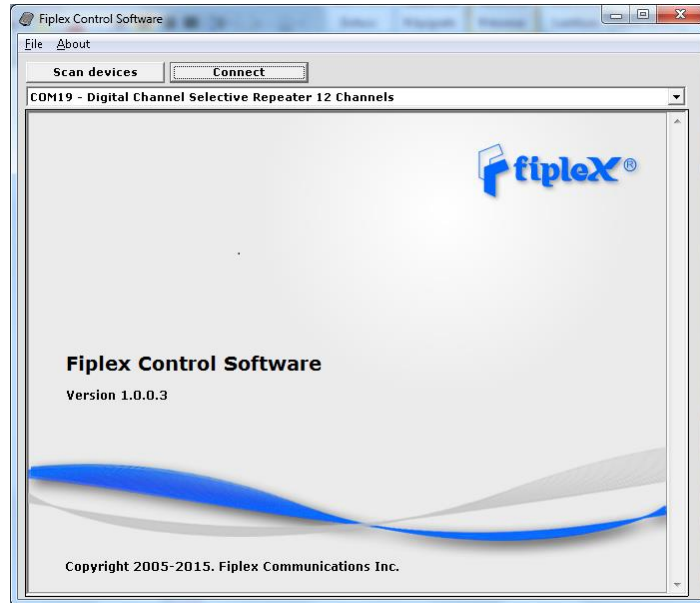 Fiplex Control Software
File About
Scan devices Connect
COM19 - Digital Channel Selective Repeater 12 Channels
fipleX®
Fiplex Control Software
Version 1.0.0.3
Copyright 2005-2015. Fiplex Communications Inc.